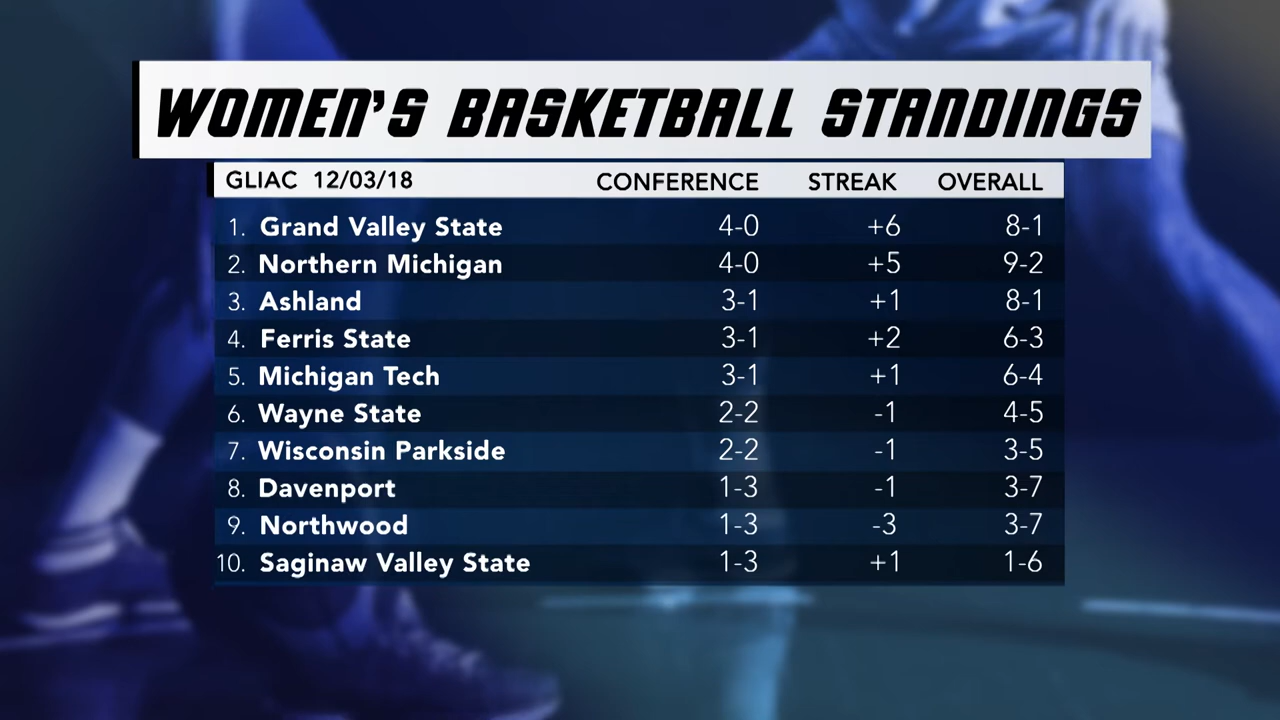 WOMEN'S BASKETBALL STANDINGS
GLIAC 12/03/18 CONFERENCE STREAK OVERALL
1. Grand Valley State 4-0 +6 8-1
2. Northern Michigan 4-0 +5 9-2
3. Ashland 3-1 +1 8-1
4. Ferris State 3-1 +2 6-3
5. Michigan Tech 3-1 +1 6-4
6. Wayne State 2-2 -1 4-5
7. Wisconsin Parkside 2-2 -1 3-5
8. Davenport 1-3 -1 3-7
9. Northwood 1-3 -3 3-7
10. Saginaw Valley State 1-3 +1 1-6